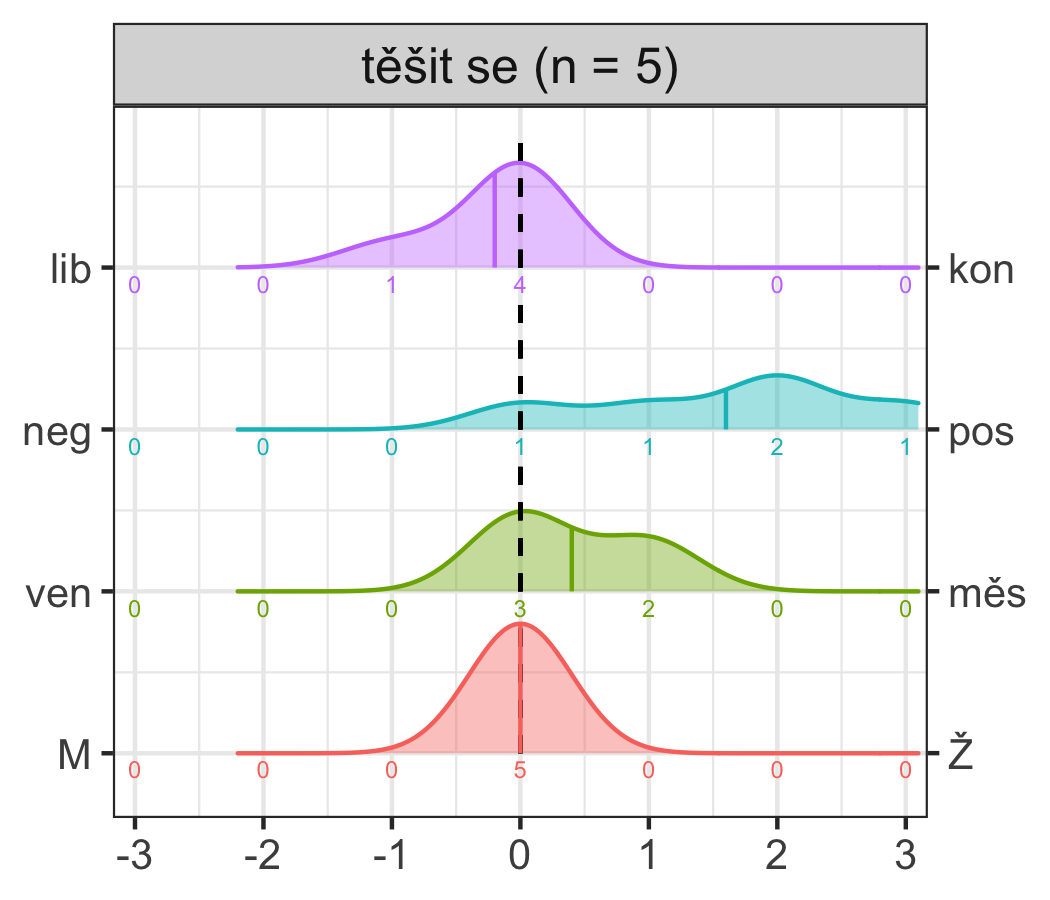 těšit se (n = 5)
lib kon
0 0 1 4 0 0 0
neg pos
0 0 0 1 1 2 1
ven měs
0 0 0 3 2 0 0
M Ž
0 0 0 5 0 0 0
-3 -2 -1 0 1 2 3